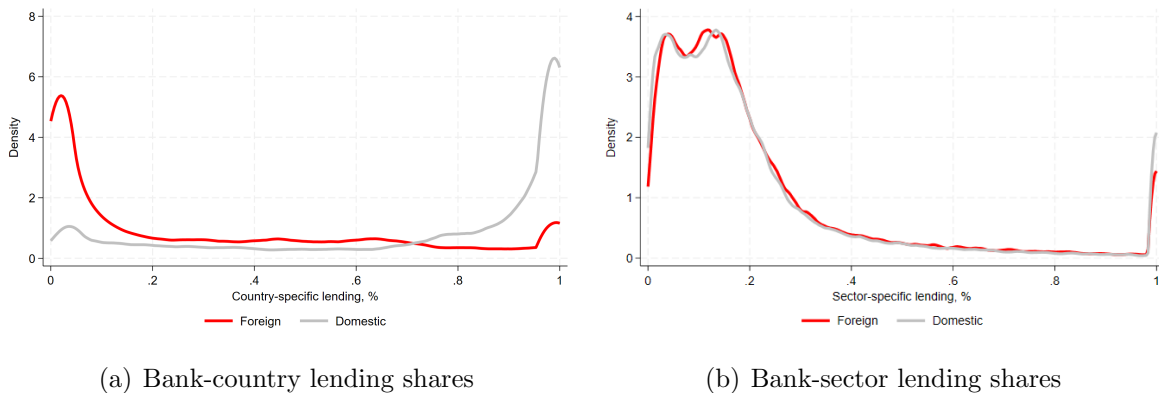 8
6
4
2
0
Density
0 .2 .4 .6 .8 1
Country-specific lending, %
Foreign Domestic
(a) Bank-country lending shares
4
3
2
1
0
Density
0 .2 .4 .6 .8 1
Sector-specific lending, %
Foreign Domestic
(b) Bank-sector lending shares